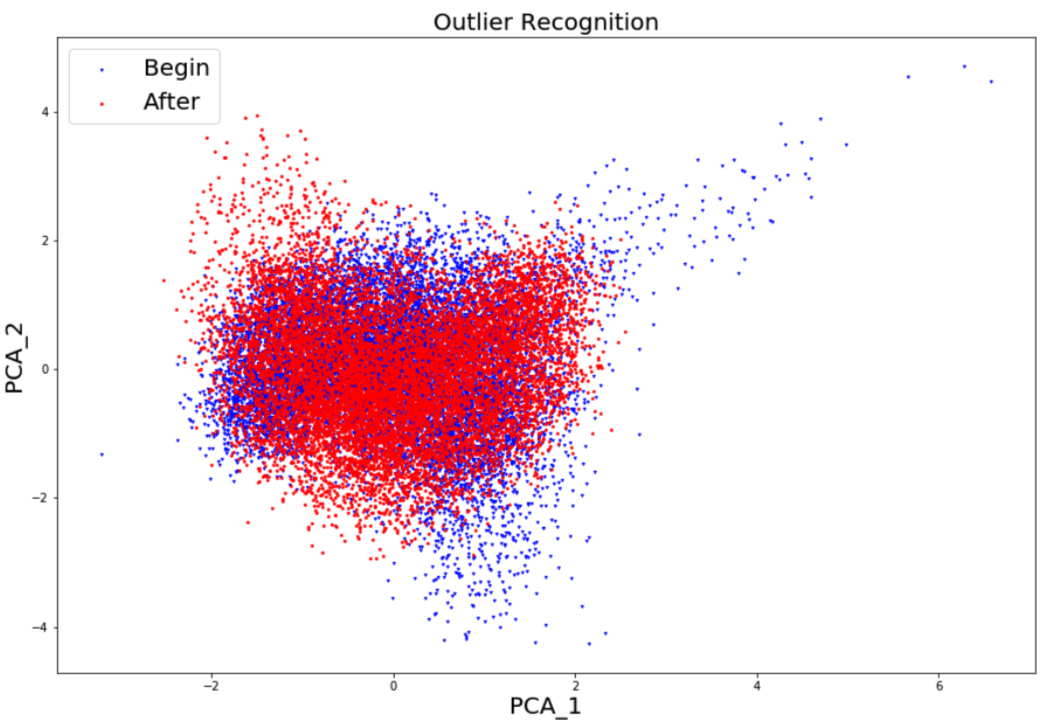 Outlier Recognition
Begin
After
4
2
0
−2
−4
PCA_2
−2
0
2
4
6
PCA_1